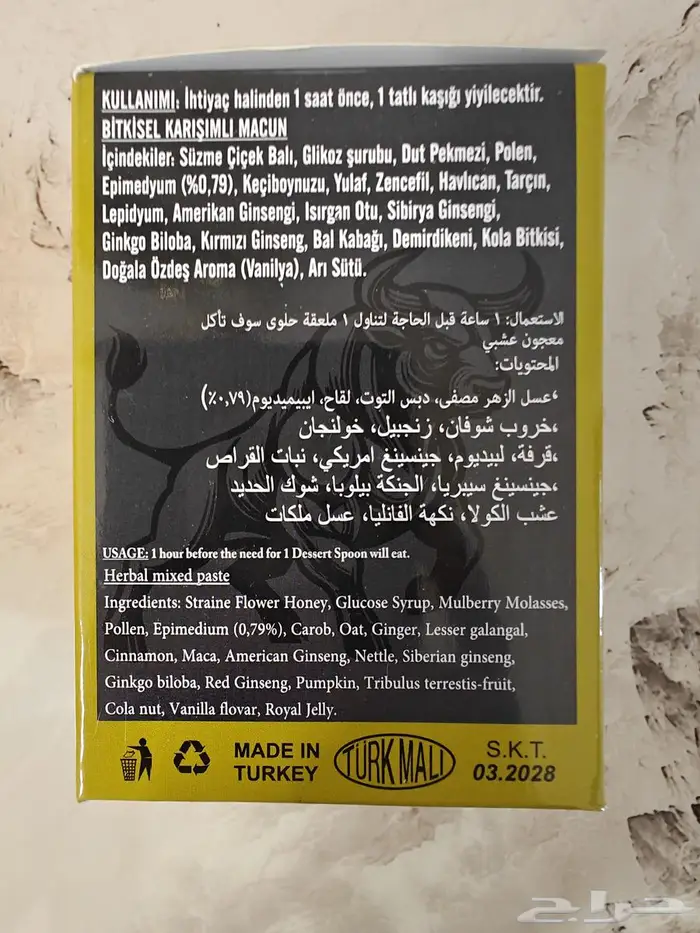 KULLANIMI: İhtiyaç halinden 1 saat önce, 1 tatlı kaşığı yiyilecektir.
BİTKİSEL KARIŞIMLI MACUN
İçindekiler: Süzme Çiçek Balı, Glikoz şurubu, Dut Pekmezi, Polen,
Epimedyum (%0,79), Keçiboynuzu, Yulaf, Zencefil, Havlıcan, Tarçın,
Lepidyum, Amerikan Ginsengi, Isırgan Otu, Sibirya Ginsengi,
Ginkgo Biloba, Kırmızı Ginseng, Bal Kabağı, Demirdikeni, Kola Bitkisi,
Doğala Özdeş Aroma (Vanilya), Arı Sütü.
الاستعمال: ١ ساعة قبل الحاجة لتناول ١ ملعقة حلوى سوف تأكل
معجون عشبي
المحتويات:
،عسل الزهر مصفى، دبس التوت، لقاح، ايبيميديوم(٠,٧٩٪)
،خروب شوفان، زنجبيل، خولنجان
،قرفة، لبيديوم، جينسينغ امريكي، نبات القراص
،جينسينغ سيبريا، الجنكة بيلوبا، شوك الحديد
عشب الكولا، نكهة الفانليا، عسل ملكات
USAGE: 1 hour before the need for 1 Dessert Spoon will eat.
Herbal mixed paste
Ingredients: Straine Flower Honey, Glucose Syrup, Mulberry Molasses,
Pollen, Epimedium (0,79%), Carob, Oat, Ginger, Lesser galangal,
Cinnamon, Maca, American Ginseng, Nettle, Siberian ginseng,
Ginkgo biloba, Red Ginseng, Pumpkin, Tribulus terrestis-fruit,
Cola nut, Vanilla flovar, Royal Jelly.
MADE IN TURKEY
TÜRK MALI
S.K.T.
03.2028
حراج